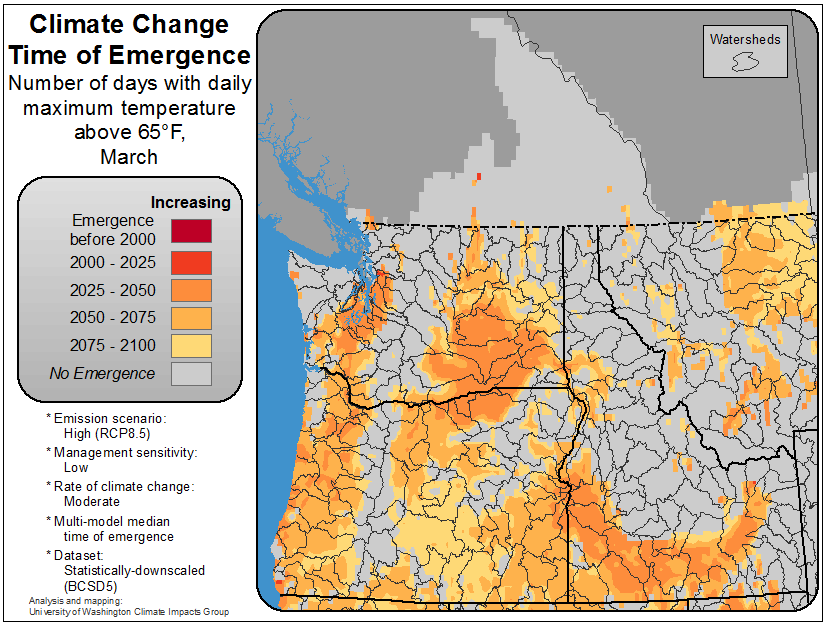 Climate Change
Time of Emergence
Number of days with daily
maximum temperature
above 65°F,
March
Increasing
Emergence
before 2000
2000 - 2025
2025 - 2050
2050 - 2075
2075 - 2100
No Emergence
* Emission scenario:
High (RCP8.5)
* Management sensitivity:
Low
* Rate of climate change:
Moderate
* Multi-model median
time of emergence
* Dataset:
Statistically-downscaled
(BCSD5)
Analysis and mapping:
University of Washington Climate Impacts Group
Watersheds